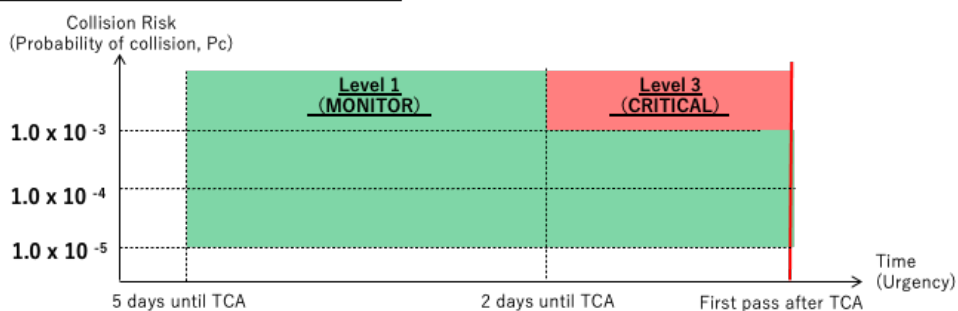 Collision Risk
(Probability of collision, Pc)
Level 1
（MONITOR）
Level 3
（CRITICAL）
1.0 x 10 -3
1.0 x 10 -4
1.0 x 10 -5
Time
(Urgency)
5 days until TCA
2 days until TCA
First pass after TCA